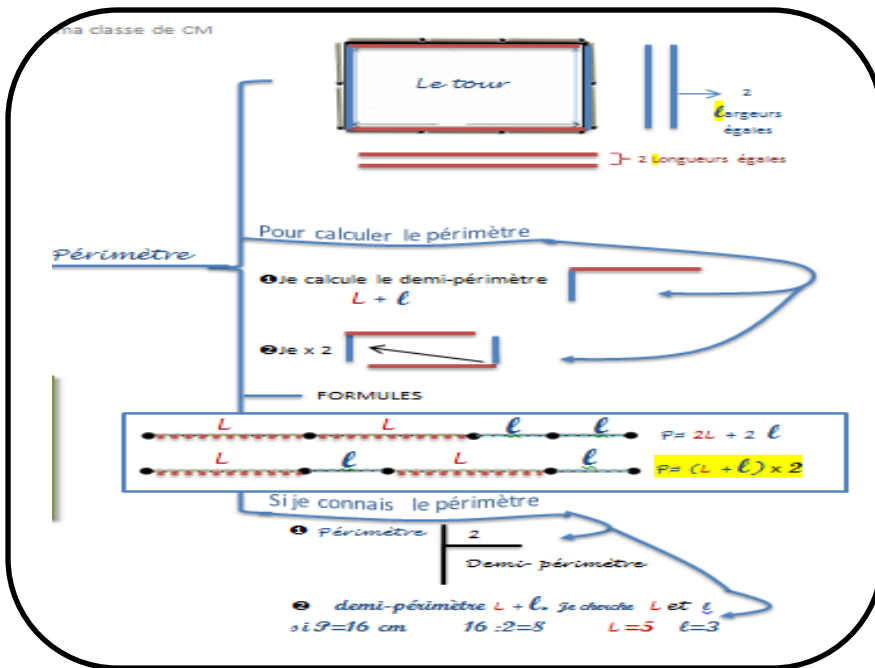 ma classe de CM
Le tour
2
largeurs
égales
2 Longueurs égales
Périmètre
Pour calculer le périmètre
❶Je calcule le demi-périmètre
L + ℓ
❷Je x 2
FORMULES
L L ℓ ℓ P= 2L + 2 ℓ
L ℓ L ℓ P= (L + ℓ) x 2
Si je connais le périmètre
❶ Périmètre 2
Demi-périmètre
❷ demi-périmètre L + ℓ. Je cherche L et ℓ
si P=16 cm 16 :2=8 L =5 ℓ=3